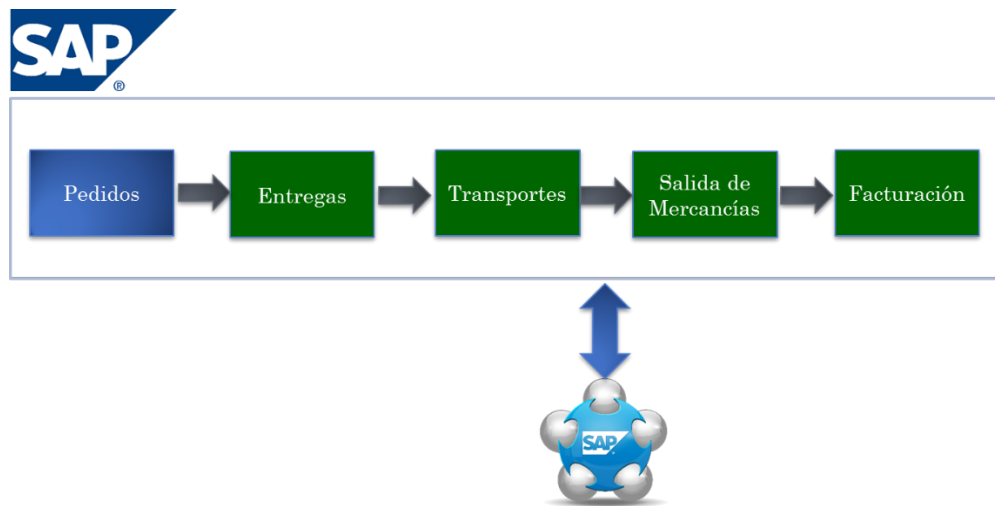 SAP
®
Pedidos
Entregas
Transportes
Salida de
Mercancías
Facturación
SAP